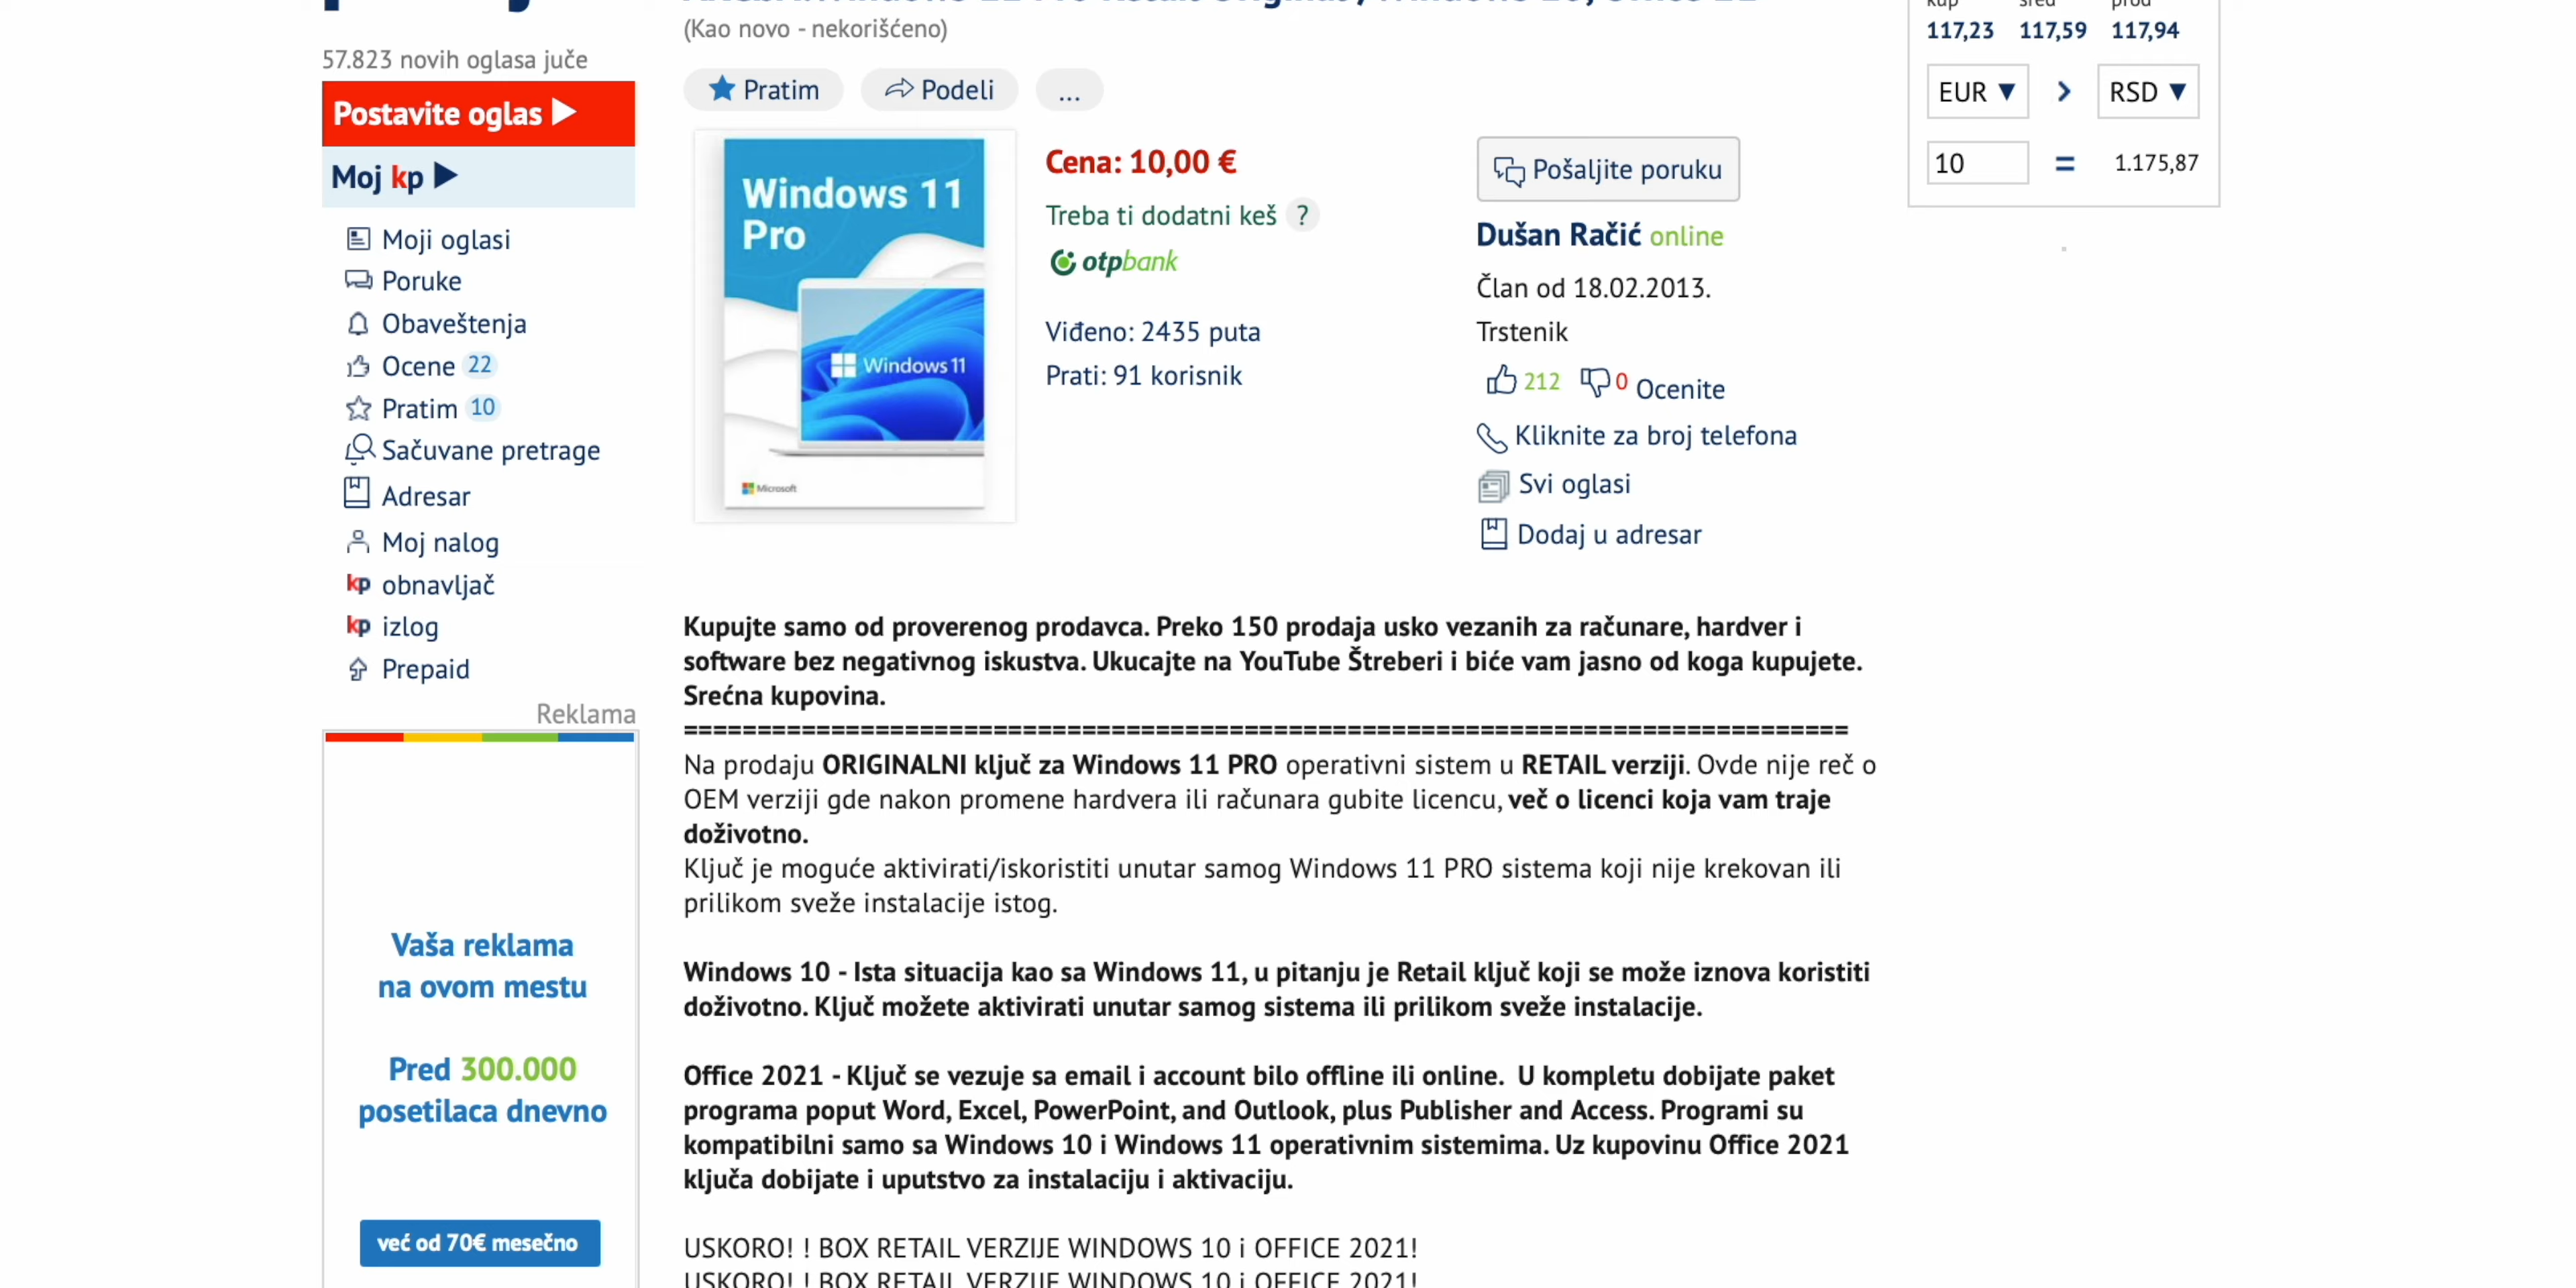 57.823 novih oglasa juče
Postavite oglas
Moj kp
Moji oglasi
Poruke
Obaveštenja
Ocene 22
Pratim 10
Sačuvane pretrage
Adresar
Moj nalog
kp obnavljač
kp izlog
Prepaid
Reklama
Vaša reklama
na ovom mestu
Pred 300.000
posetilaca dnevno
već od 70€ mesečno
(Kao novo - nekorišćeno)
Pratim
Podeli
...
Windows 11
Pro
Windows 11
Microsoft
Cena: 10,00 €
Treba ti dodatni keš ?
otpbank
Viđeno: 2435 puta
Prati: 91 korisnik
Pošaljite poruku
Dušan Račić online
Član od 18.02.2013.
Trstenik
212 0 Ocenite
Kliknite za broj telefona
Svi oglasi
Dodaj u adresar
Kupujte samo od proverenog prodavca. Preko 150 prodaja usko vezanih za računare, hardver i
software bez negativnog iskustva. Ukucajte na YouTube Štreberi i biće vam jasno od koga kupujete.
Srećna kupovina.
================================================================================
Na prodaju ORIGINALNI ključ za Windows 11 PRO operativni sistem u RETAIL verziji. Ovde nije reč o
OEM verziji gde nakon promene hardvera ili računara gubite licencu, več o licenci koja vam traje
doživotno.
Ključ je moguće aktivirati/iskoristiti unutar samog Windows 11 PRO sistema koji nije krekovan ili
prilikom sveže instalacije istog.
Windows 10 - Ista situacija kao sa Windows 11, u pitanju je Retail ključ koji se može iznova koristiti
doživotno. Ključ možete aktivirati unutar samog sistema ili prilikom sveže instalacije.
Office 2021 - Ključ se vezuje sa email i account bilo offline ili online. U kompletu dobijate paket
programa poput Word, Excel, PowerPoint, and Outlook, plus Publisher and Access. Programi su
kompatibilni samo sa Windows 10 i Windows 11 operativnim sistemima. Uz kupovinu Office 2021
ključa dobijate i uputstvo za instalaciju i aktivaciju.
USKORO! ! BOX RETAIL VERZIJE WINDOWS 10 i OFFICE 2021!
USKORO! ! BOX RETAIL VERZIJE WINDOWS 10 i OFFICE 2021!
kup sred prod
117,23 117,59 117,94
EUR > RSD
10 = 1.175,87